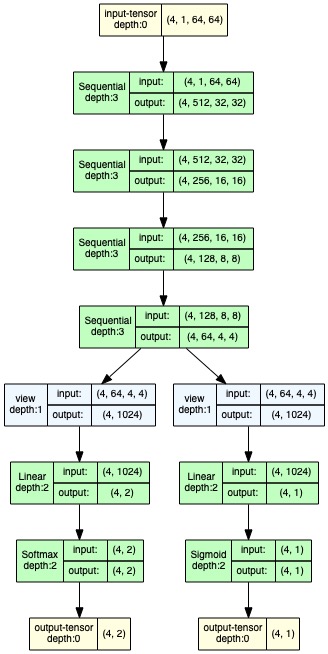 input-tensor
depth:0
(4, 1, 64, 64)
Sequential
depth:3
input:
(4, 1, 64, 64)
output:
(4, 512, 32, 32)
Sequential
depth:3
input:
(4, 512, 32, 32)
output:
(4, 256, 16, 16)
Sequential
depth:3
input:
(4, 256, 16, 16)
output:
(4, 128, 8, 8)
Sequential
depth:3
input:
(4, 128, 8, 8)
output:
(4, 64, 4, 4)
view
depth:1
input:
(4, 64, 4, 4)
output:
(4, 1024)
view
depth:1
input:
(4, 64, 4, 4)
output:
(4, 1024)
Linear
depth:2
input:
(4, 1024)
output:
(4, 2)
Linear
depth:2
input:
(4, 1024)
output:
(4, 1)
Softmax
depth:2
input:
(4, 2)
output:
(4, 2)
Sigmoid
depth:2
input:
(4, 1)
output:
(4, 1)
output-tensor
depth:0
(4, 2)
output-tensor
depth:0
(4, 1)